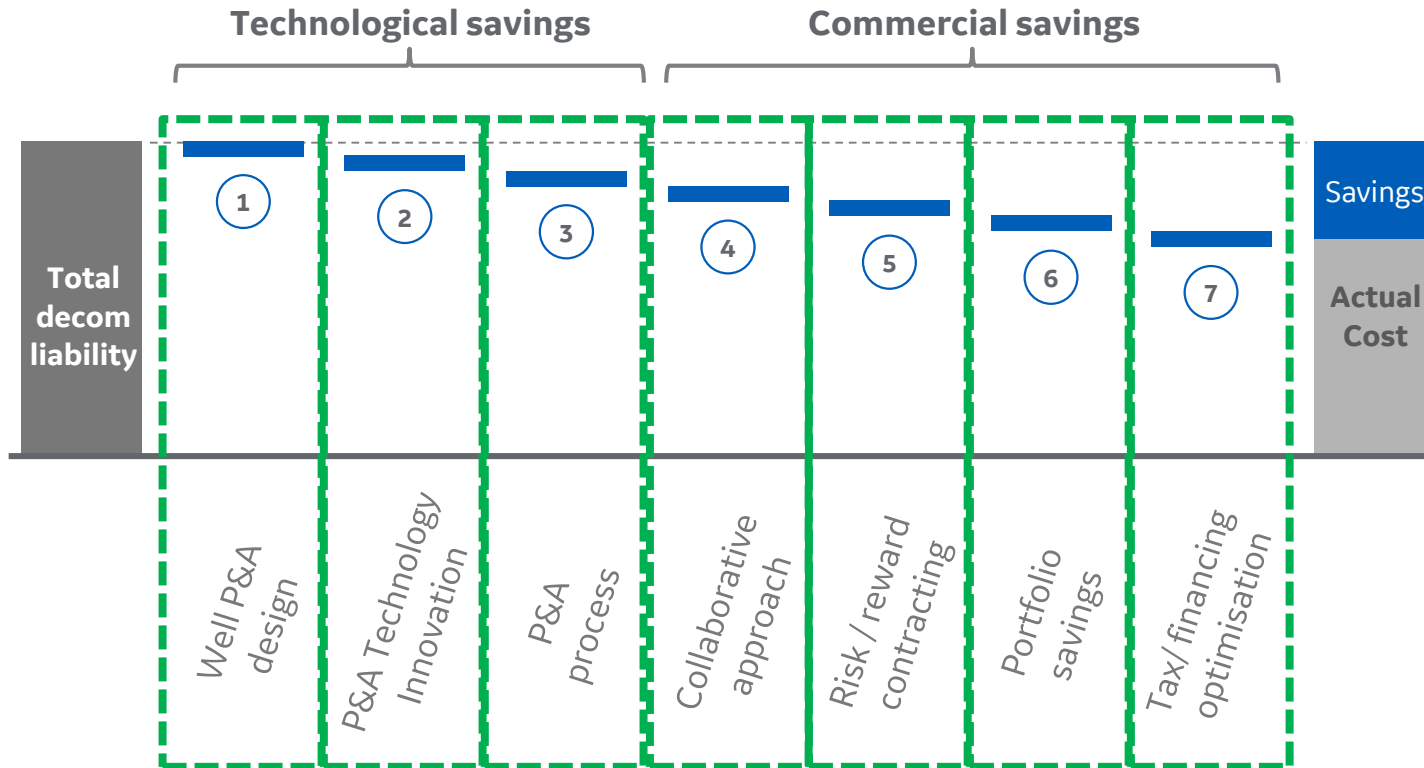 Technological savings
Commercial savings
1
2
3
4
5
6
7
Total
decom
liability
Savings
Actual
Cost
Well P&A
design
P&A Technology
Innovation
P&A
process
Collaborative
approach
Risk / reward
contracting
Portfolio
savings
Tax/ financing
optimisation